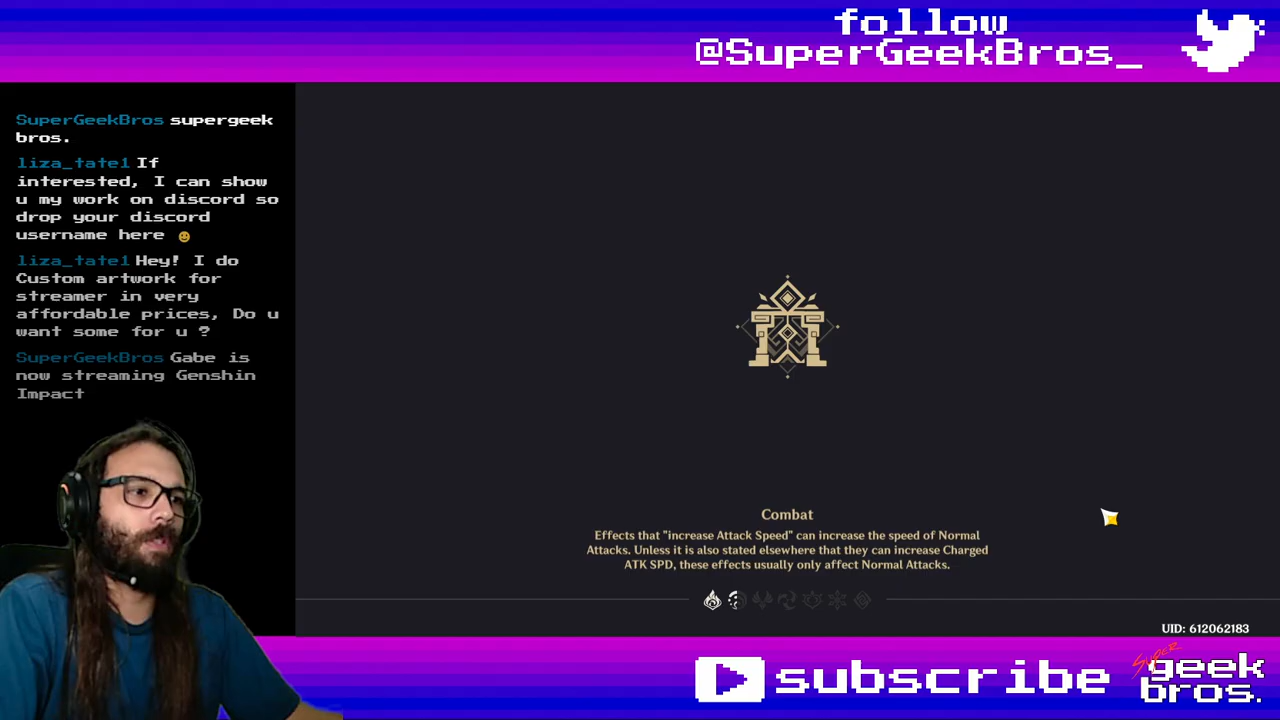 follow
@SuperGeekBros_
SuperGeekBros supergeek
bros.
liza_tate1 If
interested, I can show
u my work on discord so
drop your discord
username here
liza_tate1 Hey! I do
Custom artwork for
streamer in very
affordable prices, Do u
want some for u ?
SuperGeekBros Gabe is
now streaming Genshin
Impact
Combat
Effects that "increase Attack Speed" can increase the speed of Normal
Attacks. Unless it is also stated elsewhere that they can increase Charged
ATK SPD, these effects usually only affect Normal Attacks.
UID: 612062183
subscribe
SUPER
geek
bros.